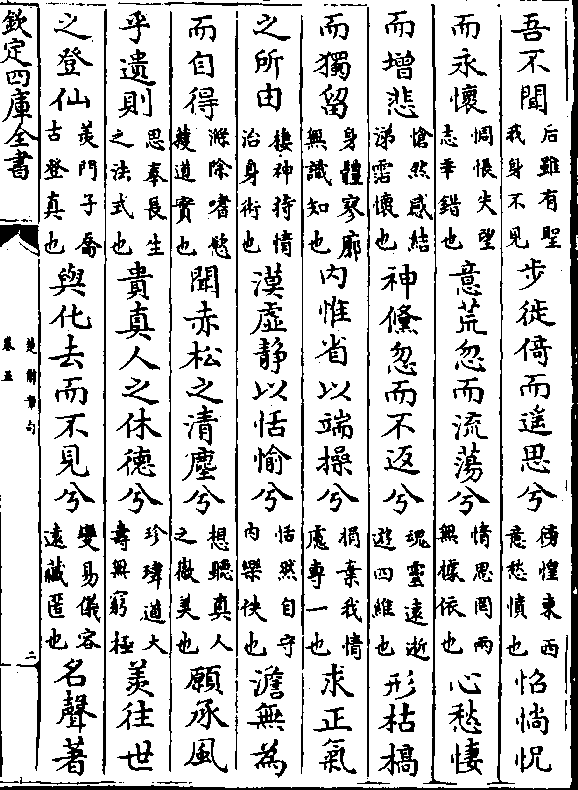 吾不聞后雖有聖我身不見步徙倚而遥思兮徬徨東西意愁憤也怊惝怳
而永懷惆悵失望志乖錯也意荒忽而流蕩兮情思罔兩無據依也心愁悽
而增悲愴然感結涕霑懷也神儵忽而不返兮魂靈遠逝遊四維也形枯槁
而獨留身體寥廓無識知也内惟省以端操兮捐棄我情慮專一也求正氣
之所由棲神待情治身術也漠虛静以恬愉兮恬然自守内樂佚也澹無為
而自得滌除嗜慾獲道實也聞赤松之清塵兮想聽真人之徽美也願承風
乎遺則思奉長生之法式也貴真人之休德兮珍瑋道大壽無窮極羨往世
之登仙羨門子喬古登真也與化去而不見兮變易儀容遠藏匿也名聲著
欽定四庫全書
楚辭章句
卷五
二